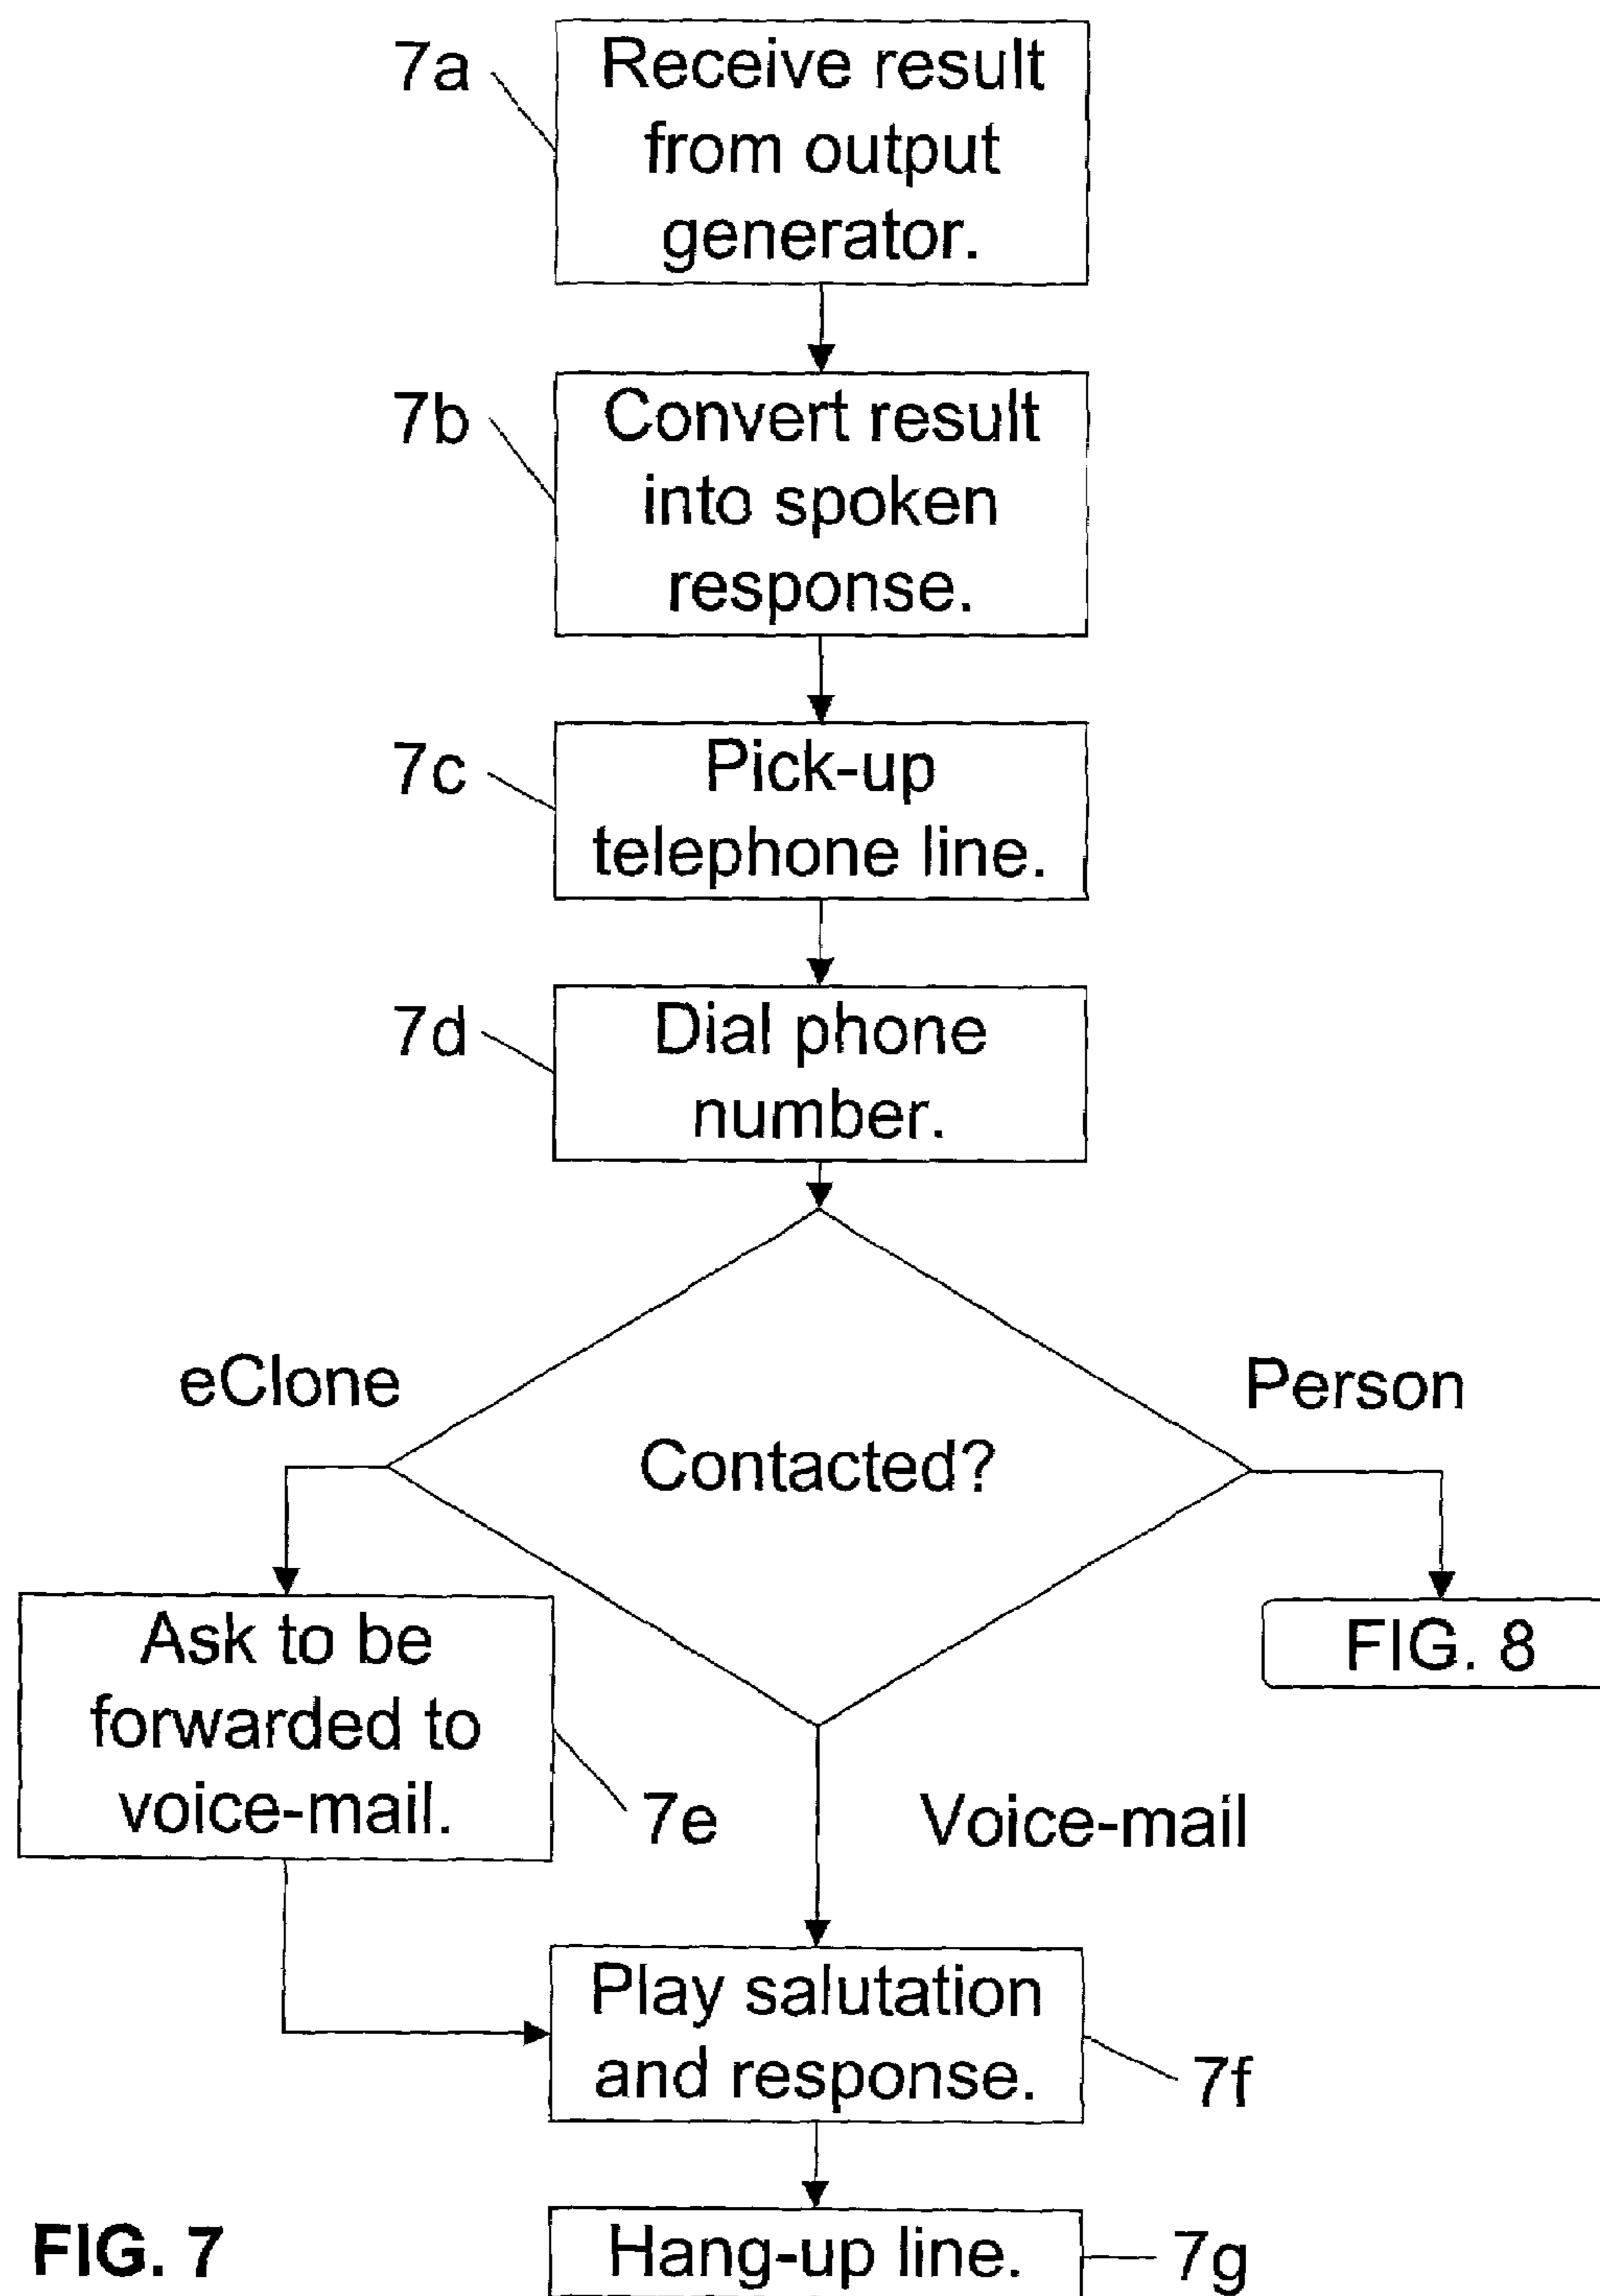 7a
Receive result
from output
generator.
7b
Convert result
into spoken
response.
7c
Pick-up
telephone line.
7d
Dial phone
number.
eClone
Person
Contacted?
Ask to be
forwarded to
voice-mail.
FIG. 8
7e
Voice-mail
Play salutation
and response.
7f
FIG. 7
Hang-up line.
7g